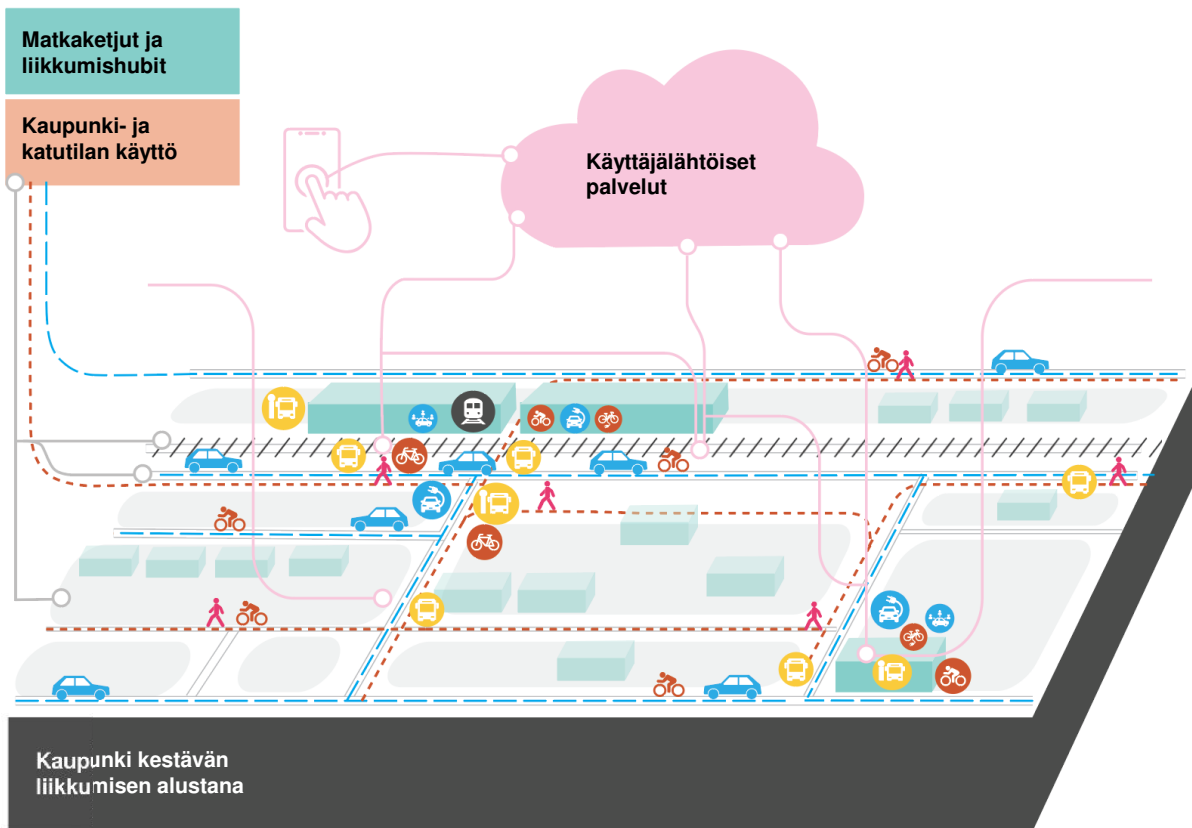 Matkaketjut ja
liikkumishubit
Kaupunki- ja
katutilan käyttö
Käyttäjälähtöiset
palvelut
Kaupunki kestävän
liikkumisen alustana